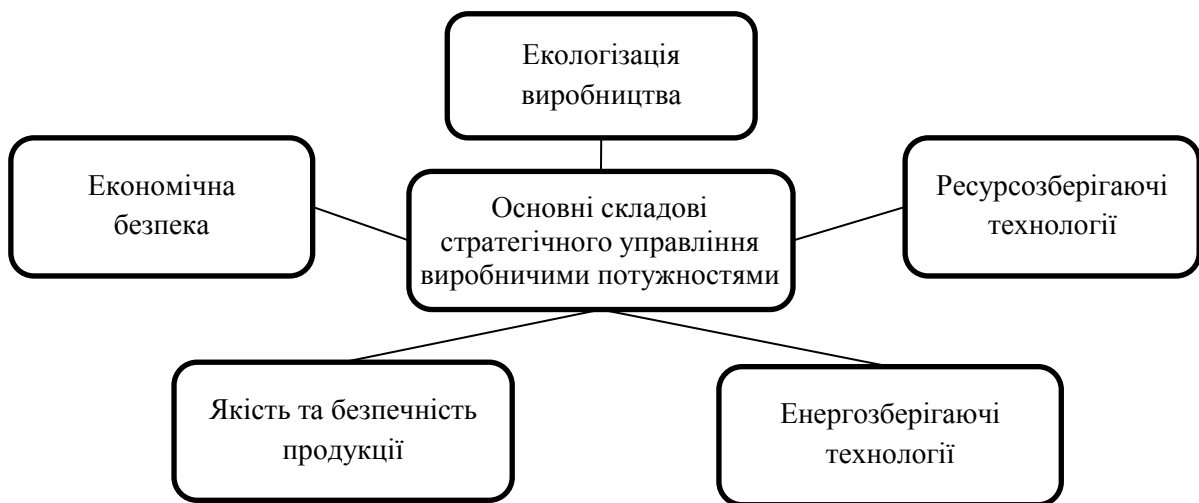 Екологізація
виробництва
Економічна
безпека
Основні складові
стратегічного управління
виробничими потужностями
Ресурсозберігаючі
технології
Якість та безпечність
продукції
Енергозберігаючі
технології